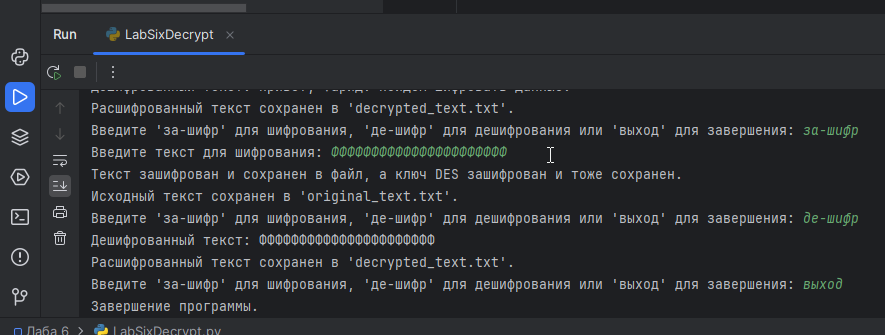 Run
LabSixDecrypt
Расшифрованный текст сохранен в 'decrypted_text.txt'.
Введите 'за-шифр' для шифрования, 'де-шифр' для дешифрования или 'выход' для завершения: за-шифр
Введите текст для шифрования: ФФФФФФФФФФФФФФФФФФФФФФ
Текст зашифрован и сохранен в файл, а ключ DES зашифрован и тоже сохранен.
Исходный текст сохранен в 'original_text.txt'.
Введите 'за-шифр' для шифрования, 'де-шифр' для дешифрования или 'выход' для завершения: де-шифр
Дешифрованный текст: ФФФФФФФФФФФФФФФФФФФФФФ
Расшифрованный текст сохранен в 'decrypted_text.txt'.
Введите 'за-шифр' для шифрования, 'де-шифр' для дешифрования или 'выход' для завершения: выход
Завершение программы.
Лаба 6 > LabSixDecrypt.py